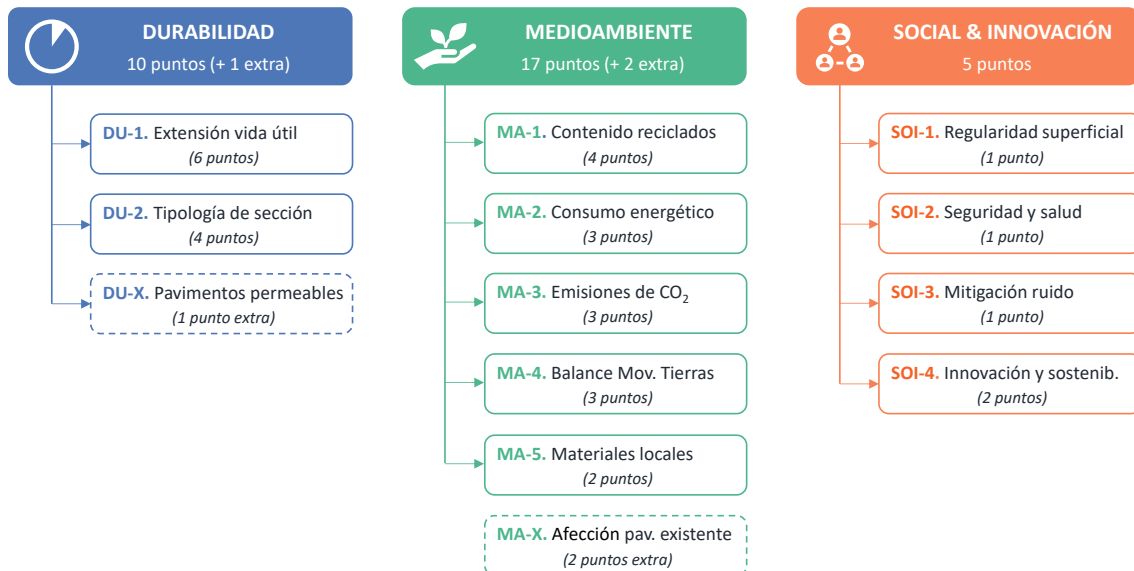 DURABILIDAD
10 puntos (+ 1 extra)
DU-1. Extensión vida útil
(6 puntos)
DU-2. Tipología de sección
(4 puntos)
DU-X. Pavimentos permeables
(1 punto extra)
MEDIOAMBIENTE
17 puntos (+ 2 extra)
MA-1. Contenido reciclados
(4 puntos)
MA-2. Consumo energético
(3 puntos)
MA-3. Emisiones de CO₂
(3 puntos)
MA-4. Balance Mov. Tierras
(3 puntos)
MA-5. Materiales locales
(2 puntos)
MA-X. Afección pav. existente
(2 puntos extra)
SOCIAL & INNOVACIÓN
5 puntos
SOI-1. Regularidad superficial
(1 punto)
SOI-2. Seguridad y salud
(1 punto)
SOI-3. Mitigación ruido
(1 punto)
SOI-4. Innovación y sostenib.
(2 puntos)